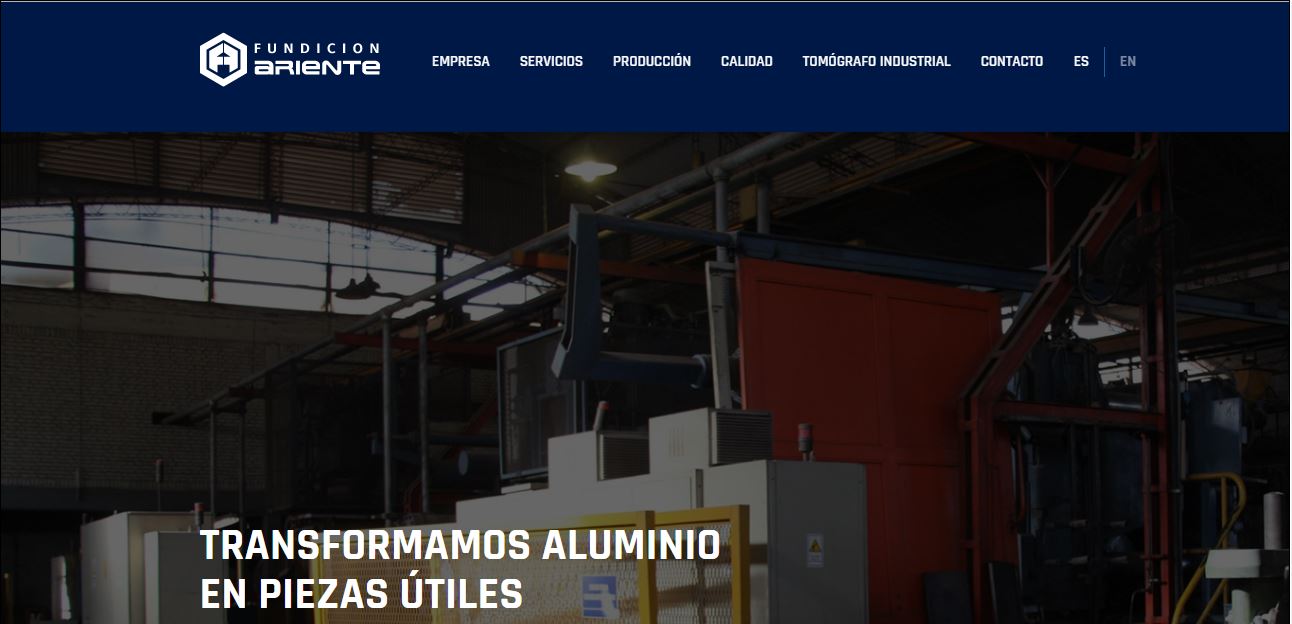 FUNDICION
ARIENTE
EMPRESA SERVICIOS PRODUCCIÓN CALIDAD TOMÓGRAFO INDUSTRIAL CONTACTO ES EN
TRANSFORMAMOS ALUMINIO
EN PIEZAS ÚTILES